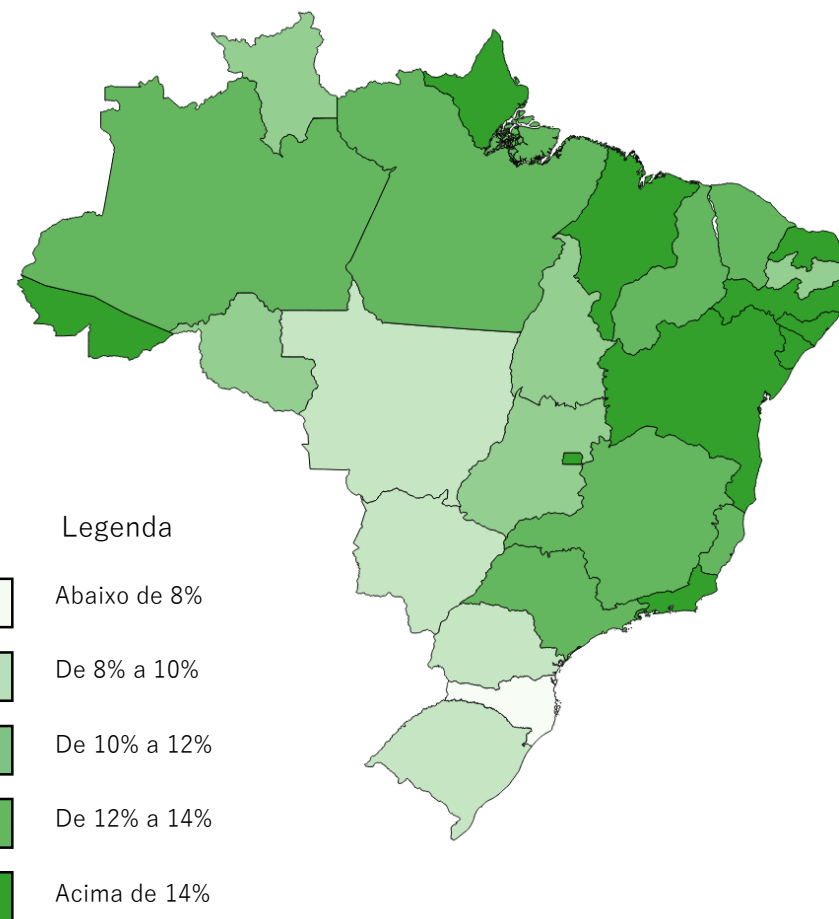 Legenda
Abaixo de 8%
De 8% a 10%
De 10% a 12%
De 12% a 14%
Acima de 14%